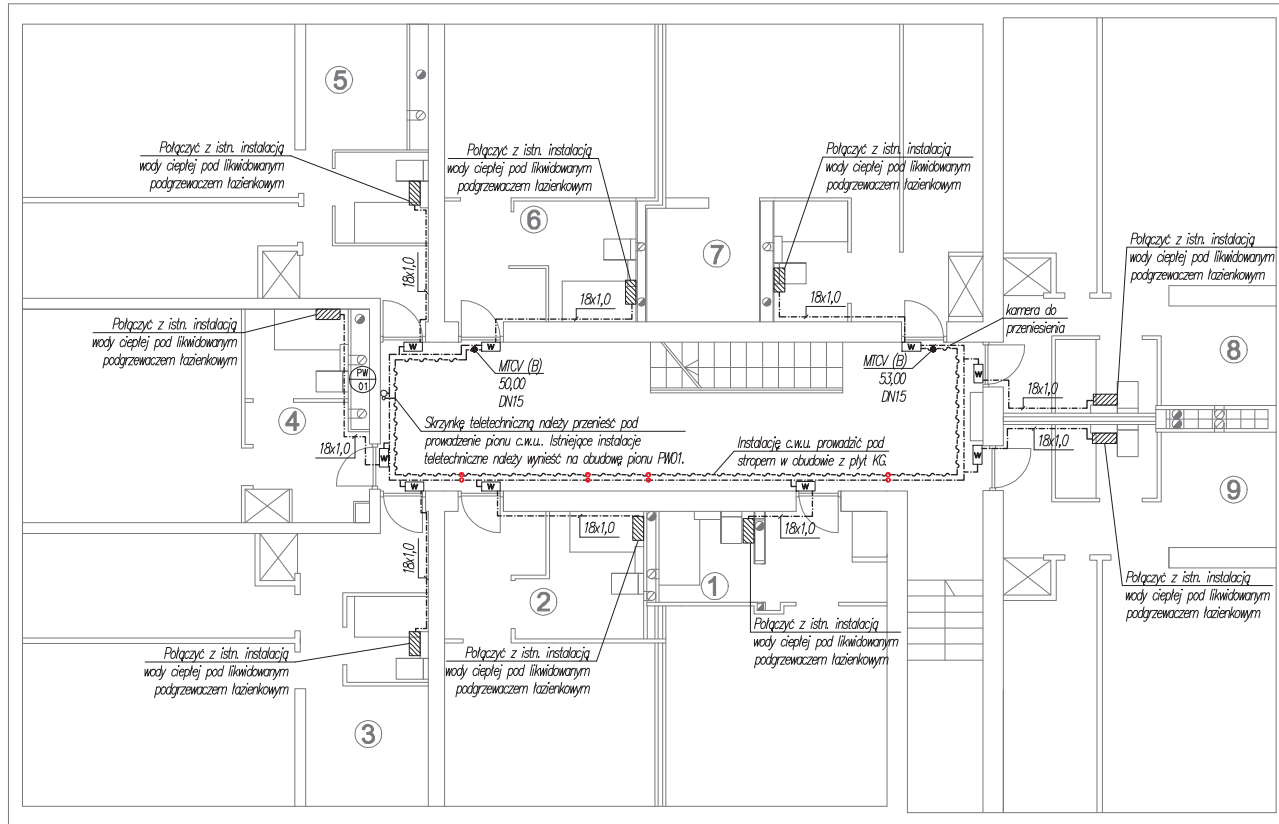 5
Połączyć z istn. instalacją
wody ciepłej pod likwidowanym
podgrzewaczem łazienkowym
Połączyć z istn. instalacją
wody ciepłej pod likwidowanym
podgrzewaczem łazienkowym
Połączyć z istn. instalacją
wody ciepłej pod likwidowanym
podgrzewaczem łazienkowym
6
7
Połączyć z istn. instalacją
wody ciepłej pod likwidowanym
podgrzewaczem łazienkowym
18x1,0
18x1,0
18x1,0
kamera do
przeniesienia
Połączyć z istn. instalacją
wody ciepłej pod likwidowanym
podgrzewaczem łazienkowym
W
W
W
8
MTCV (B)
50,00
DN15
MTCV (B)
53,00
DN15
W
PW
01
18x1,0
4
Skrzynkę teletechniczną należy przenieść pod
prowadzenie pionu c.w.u. Istniejące instalacje
teletechniczne należy wynieść na obudowę pionu PW01.
Instalację c.w.u. prowadzić pod
stropem w obudowie z płyt KG.
18x1,0
18x1,0
W
W
W
W
W
9
18x1,0
18x1,0
18x1,0
2
1
Połączyć z istn. instalacją
wody ciepłej pod likwidowanym
podgrzewaczem łazienkowym
Połączyć z istn. instalacją
wody ciepłej pod likwidowanym
podgrzewaczem łazienkowym
Połączyć z istn. instalacją
wody ciepłej pod likwidowanym
podgrzewaczem łazienkowym
Połączyć z istn. instalacją
wody ciepłej pod likwidowanym
podgrzewaczem łazienkowym
3